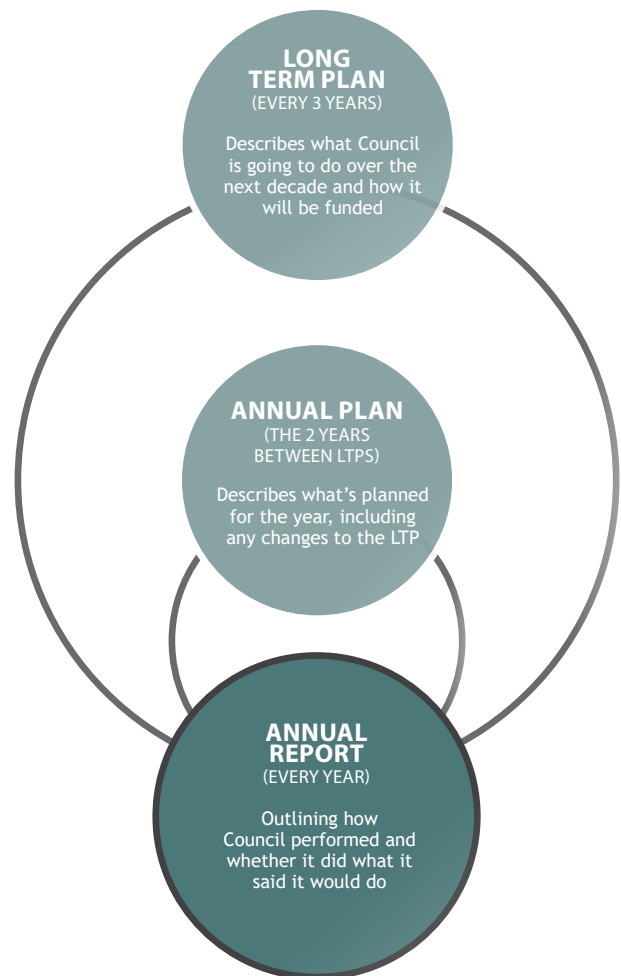 LONG
TERM PLAN
(EVERY 3 YEARS)
Describes what Council
is going to do over the
next decade and how it
will be funded
ANNUAL PLAN
(THE 2 YEARS
BETWEEN LTPS)
Describes what’s planned
for the year, including
any changes to the LTP
ANNUAL
REPORT
(EVERY YEAR)
Outlining how
Council performed and
whether it did what it
said it would do